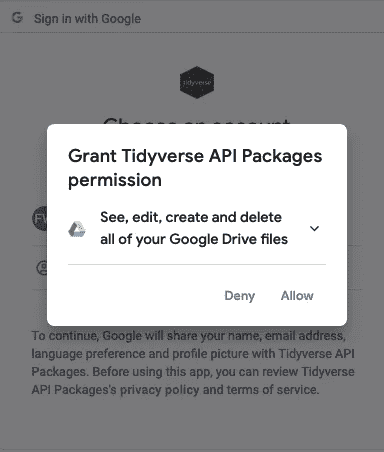 Sign in with Google
tidyverse
Choose an account
Grant Tidyverse API Packages
permission
See, edit, create and delete
all of your Google Drive files
Deny Allow
To continue, Google will share your name, email address,
language preference and profile picture with Tidyverse API
Packages. Before using this app, you can review Tidyverse
API Packages's privacy policy and terms of service.